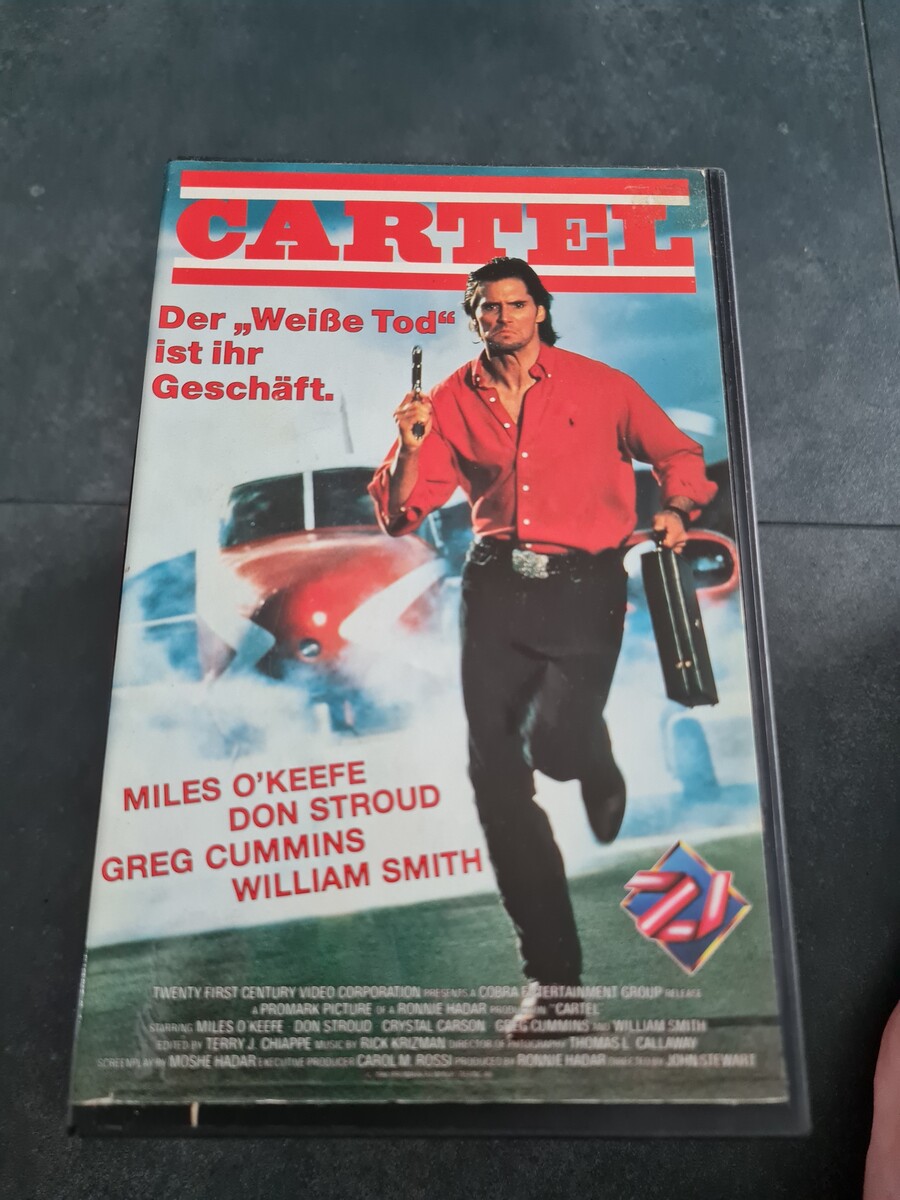 CARTEL
Der „Weiße Tod“
ist ihr
Geschäft.
MILES O'KEEFE
DON STROUD
GREG CUMMINS
WILLIAM SMITH
21
TWENTY FIRST CENTURY VIDEO CORPORATION PRESENTS A COBRA ENTERTAINMENT GROUP RELEASE
A PROMARK PICTURE OF A RONNIE HADAR PRODUCTION "CARTEL
STARRING MILES O'KEEFE DON STROUD CRYSTAL CARSON GREG CUMMINS AND WILLIAM SMITH
EDITED BY TERRY J. CHIAPPE MUSIC BY RICK KRIZMAN DIRECTOR OF PHOTOGRAPHY THOMAS L. CALLAWAY
SCREENPLAY BY MOSHE HADAR EXECUTIVE PRODUCER CAROL M. ROSSI PRODUCED BY RONNIE HADAR DIRECTED BY JOHN STEWART